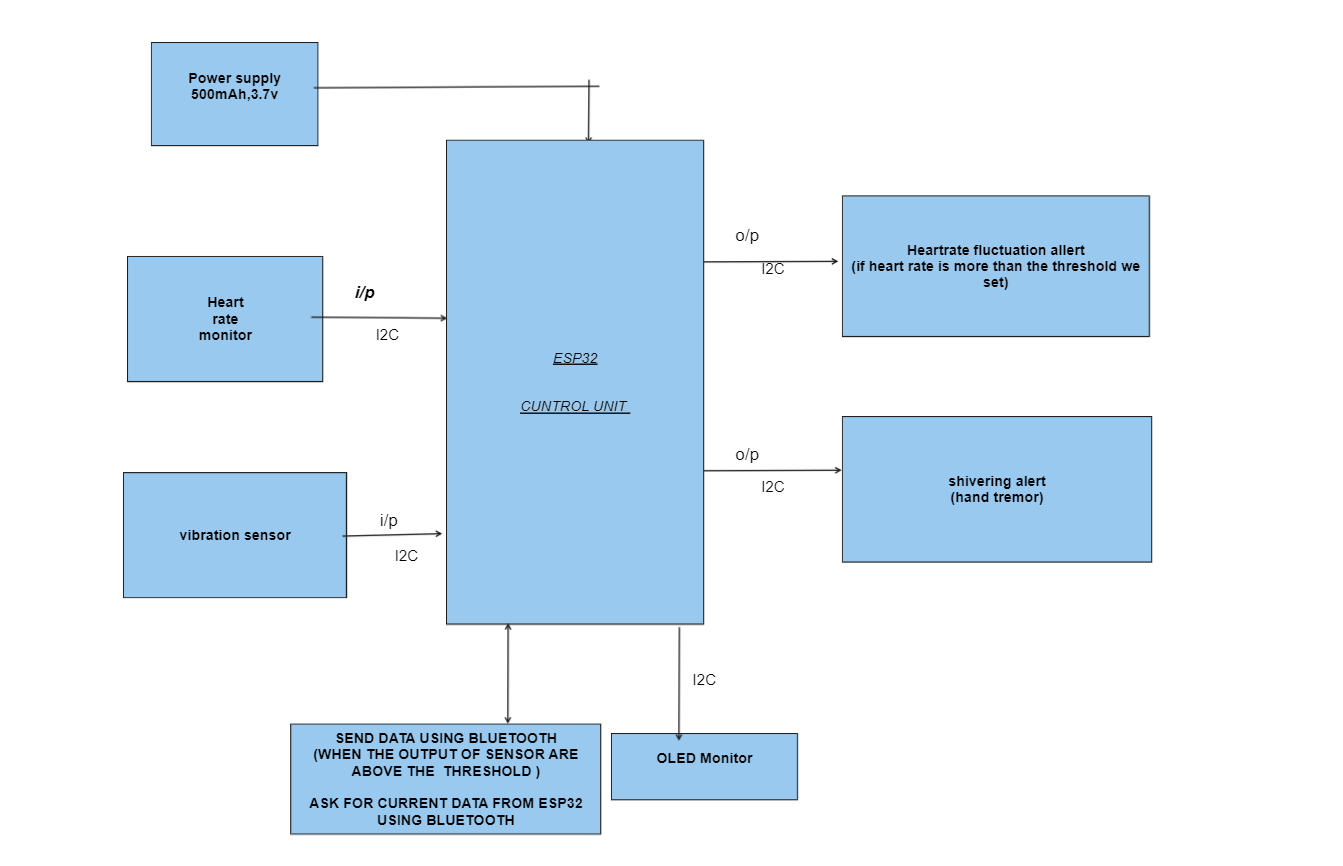 Power supply
500mAh,3.7v
o/p
I2C
Heartrate fluctuation allert
(if heart rate is more than the threshold we
set)
Heart
rate
monitor
i/p
I2C
ESP32
CUNTROL UNIT
o/p
I2C
shivering alert
(hand tremor)
vibration sensor
i/p
I2C
I2C
SEND DATA USING BLUETOOTH
(WHEN THE OUTPUT OF SENSOR ARE
ABOVE THE THRESHOLD )
ASK FOR CURRENT DATA FROM ESP32
USING BLUETOOTH
OLED Monitor